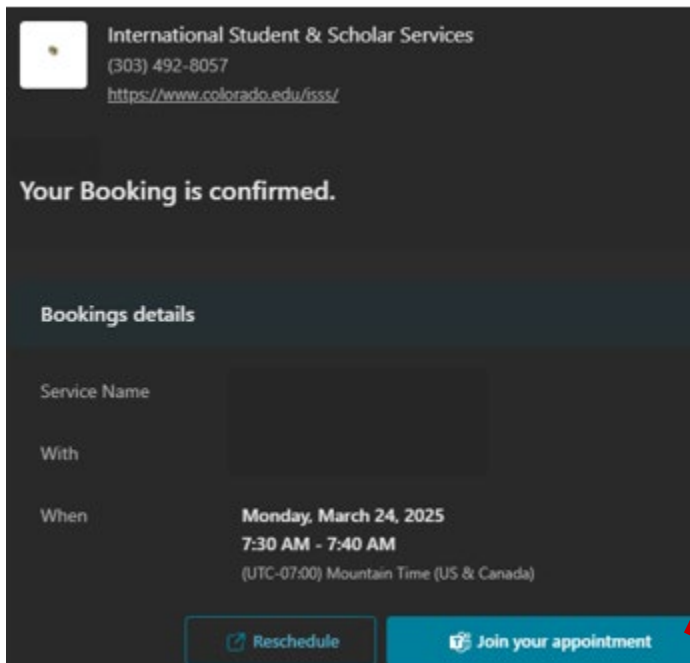 International Student & Scholar Services
(303) 492-8057
https://www.colorado.edu/isss/
Your Booking is confirmed.
Bookings details
Service Name
With
When
Monday, March 24, 2025
7:30 AM - 7:40 AM
(UTC-07:00) Mountain Time (US & Canada)
Reschedule
Join your appointment